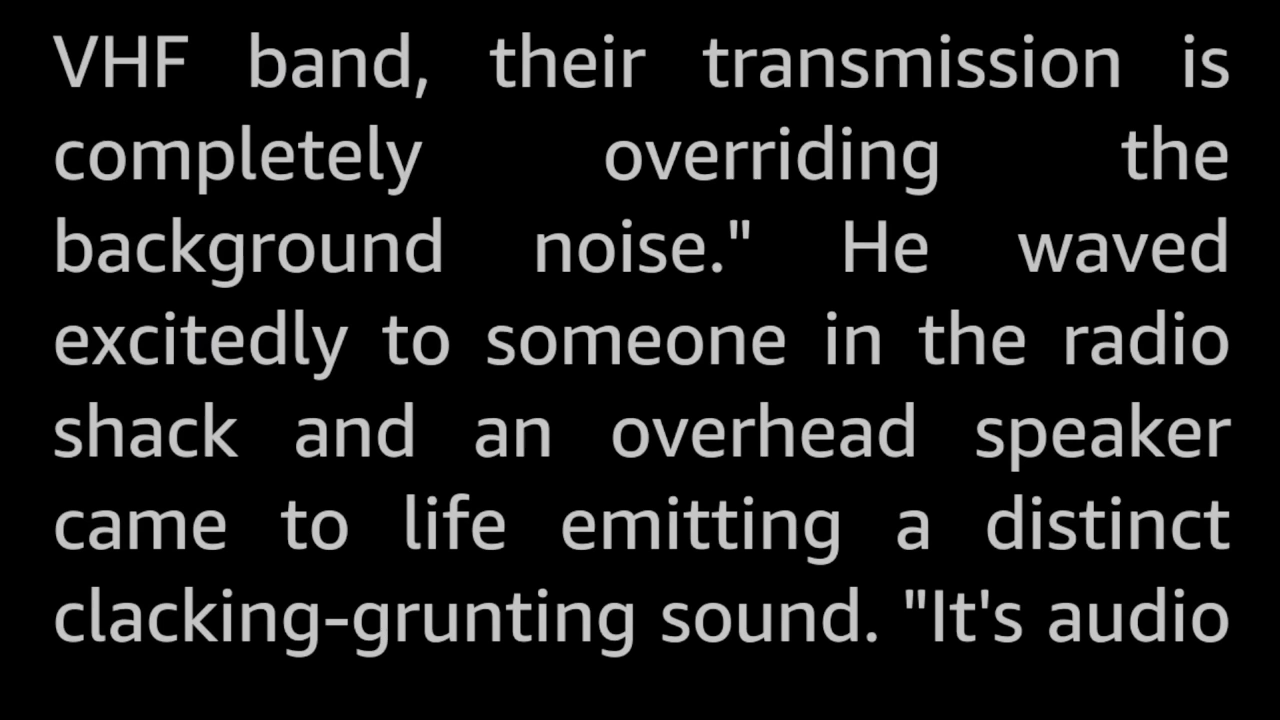 VHF band, their transmission is
completely overriding the
background noise." He waved
excitedly to someone in the radio
shack and an overhead speaker
came to life emitting a distinct
clacking-grunting sound. "It's audio